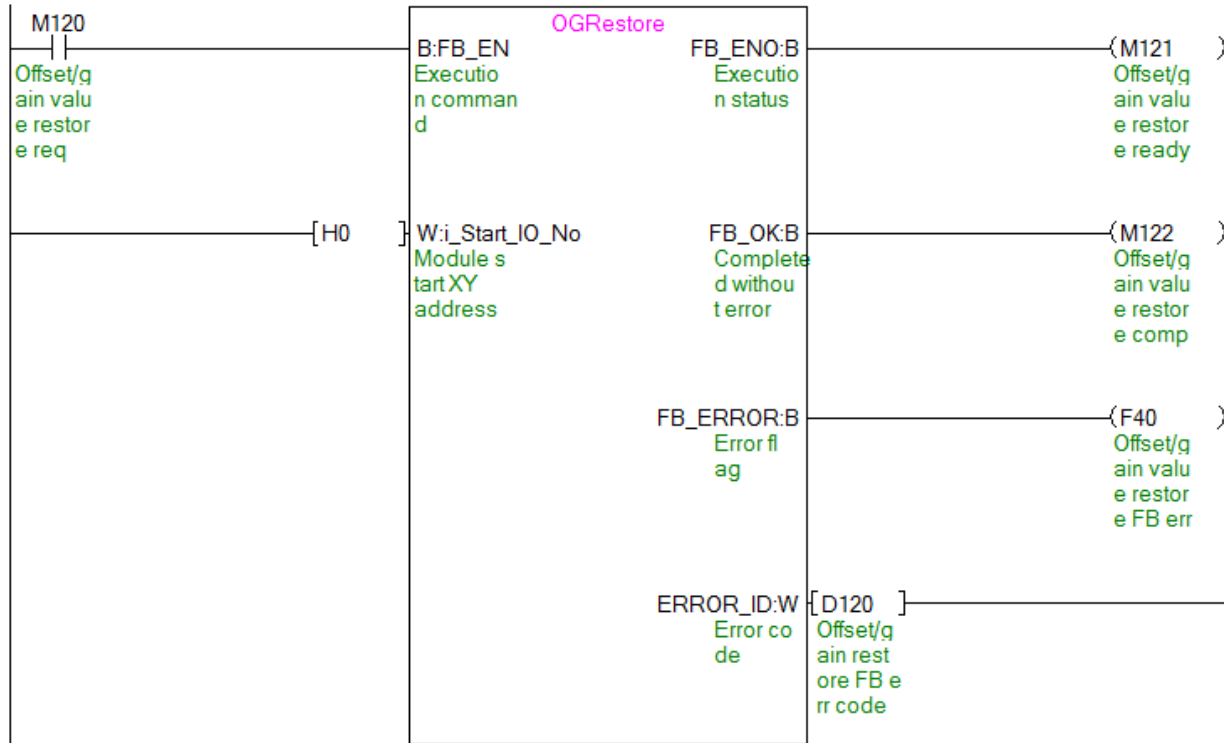 M120
OGRestore
B:FB_EN
FB_ENO:B
M121
Offset/g
ain valu
e restor
e req
Executio
n comman
d
Executio
n status
Offset/g
ain valu
e restor
e ready
H0
W:i_Start_IO_No
FB_OK:B
M122
Module s
tart XY
address
Complete
d withou
t error
Offset/g
ain valu
e restor
e comp
FB_ERROR:B
F40
Error fl
ag
Offset/g
ain valu
e restor
e FB err
ERROR_ID:W
D120
Error co
de
Offset/g
ain rest
ore FB e
rr code